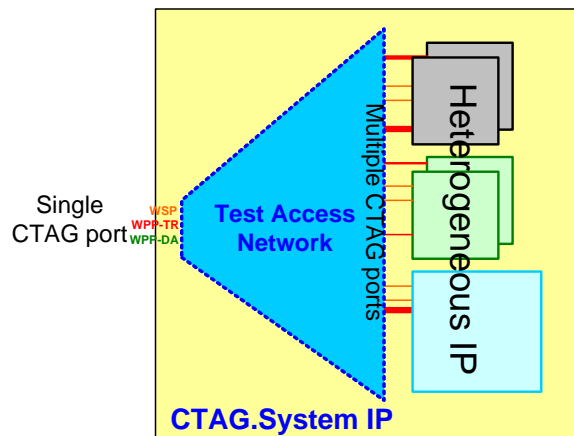 Single
CTAG port
WSP
WPP-TR
WPP-DA
Test Access
Network
Multiple CTAG ports
Heterogeneous IP
CTAG.System IP